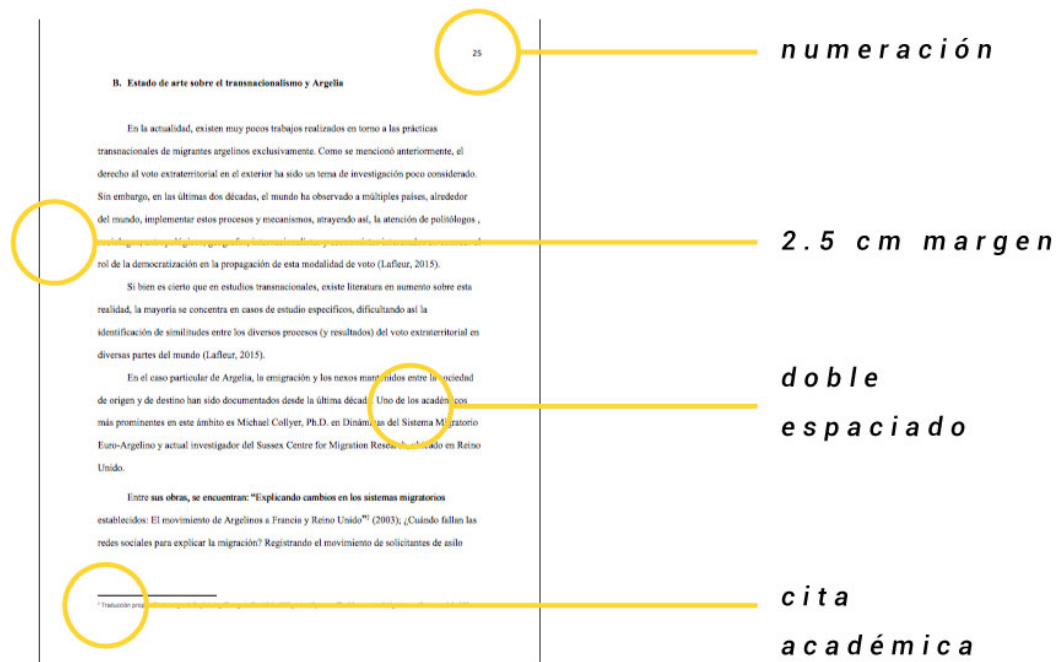 25
numeración
B. Estado de arte sobre el transnacionalismo y Argelia
En la actualidad, existen muy pocos trabajos realizados en torno a las prácticas
transnacionales de migrantes argelinos exclusivamente. Como se mencionó anteriormente, el
derecho al voto extraterritorial en el exterior ha sido un tema de investigación poco considerado.
Sin embargo, en las últimas dos décadas, el mundo ha observado a múltiples países, alrededor
del mundo, implementar estos procesos y mecanismos, atrayendo así, la atención de politólogos ,
2.5 cm margen
rol de la democratización en la propagación de esta modalidad de voto (Lafleur, 2015).
Si bien es cierto que en estudios transnacionales, existe literatura en aumento sobre esta
realidad, la mayoría se concentra en casos de estudio específicos, dificultando así la
identificación de similitudes entre los diversos procesos (y resultados) del voto extraterritorial en
diversas partes del mundo (Lafleur, 2015).
En el caso particular de Argelia, la emigración y los nexos mantenidos entre la sociedad
de origen y de destino han sido documentados desde la última década. Uno de los académicos
más prominentes en este ámbito es Michael Collyer, Ph.D. en Dinámicas del Sistema Migratorio
Euro-Argelino y actual investigador del Sussex Centre for Migration Research, ubicado en Reino
Unido.
doble
espaciado
Entre sus obras, se encuentran: “Explicando cambios en los sistemas migratorios
establecidos: El movimiento de Argelinos a Francia y Reino Unido” (2003); ¿Cuándo fallan las
redes sociales para explicar la migración? Registrando el movimiento de solicitantes de asilo
Traducción
cita
académica